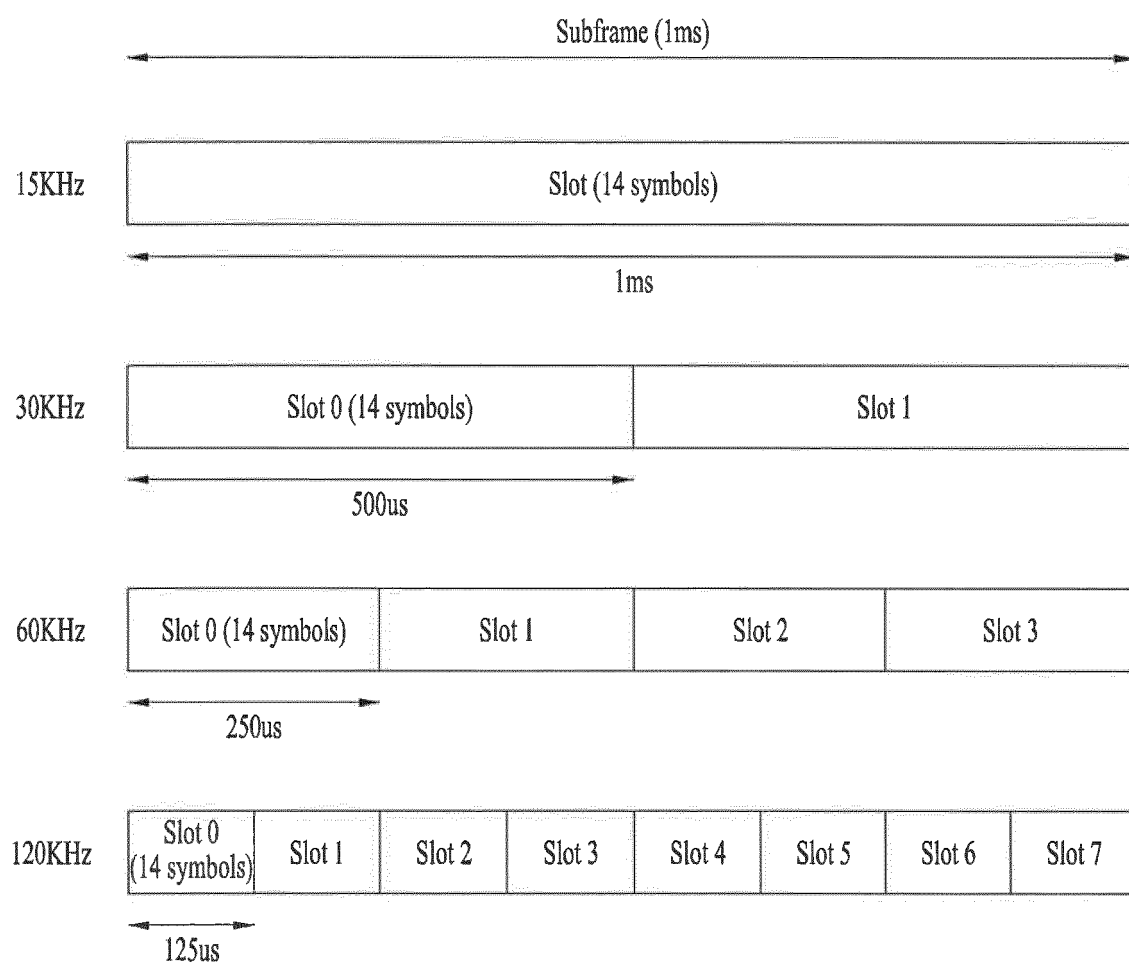 Subframe (1ms)
15KHz
Slot (14 symbols)
1ms
30KHz
Slot 0 (14 symbols)
Slot 1
500us
60KHz
Slot 0 (14 symbols)
Slot 1
Slot 2
Slot 3
250us
120KHz
Slot 0
(14 symbols)
Slot 1
Slot 2
Slot 3
Slot 4
Slot 5
Slot 6
Slot 7
125us